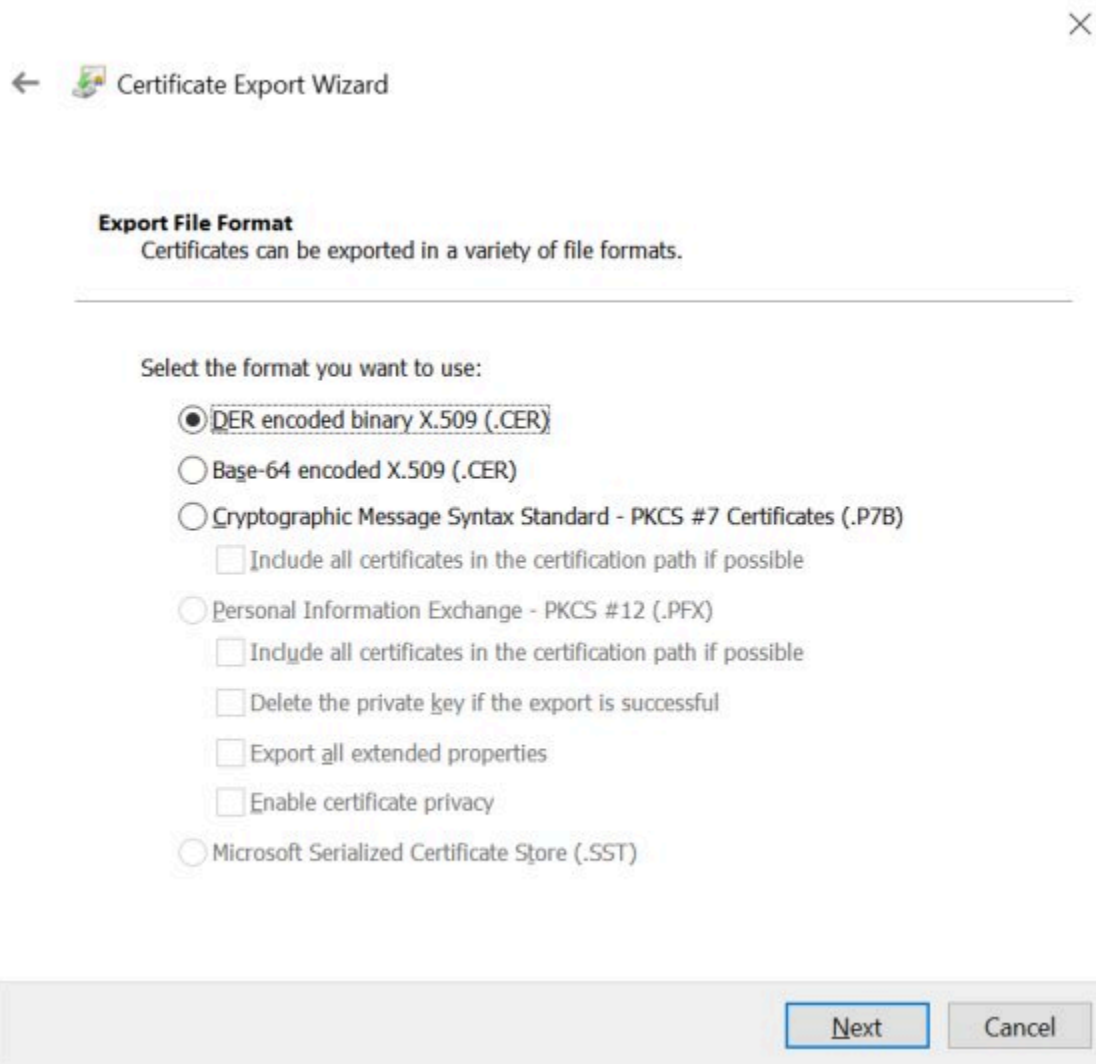 Certificate Export Wizard
Export File Format
Certificates can be exported in a variety of file formats.
Select the format you want to use:
DER encoded binary X.509 (.CER)
Base-64 encoded X.509 (.CER)
Cryptographic Message Syntax Standard - PKCS #7 Certificates (.P7B)
Include all certificates in the certification path if possible
Personal Information Exchange - PKCS #12 (.PFX)
Include all certificates in the certification path if possible
Delete the private key if the export is successful
Export all extended properties
Enable certificate privacy
Microsoft Serialized Certificate Store (.SST)
Next Cancel